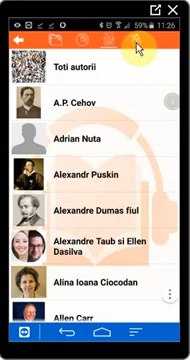 59% 11:26
Toti autorii
A.P. Cehov
Adrian Nuta
Alexandr Puskin
Alexandre Dumas fiul
Alexandre Taub si Ellen
Dasilva
Alina Ioana Ciocodan
Allen Carr